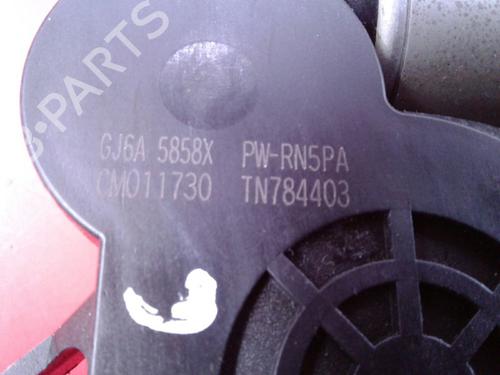 B-PARTS
GJ6A 5858X PW-RN5PA
CM011730 TN784403